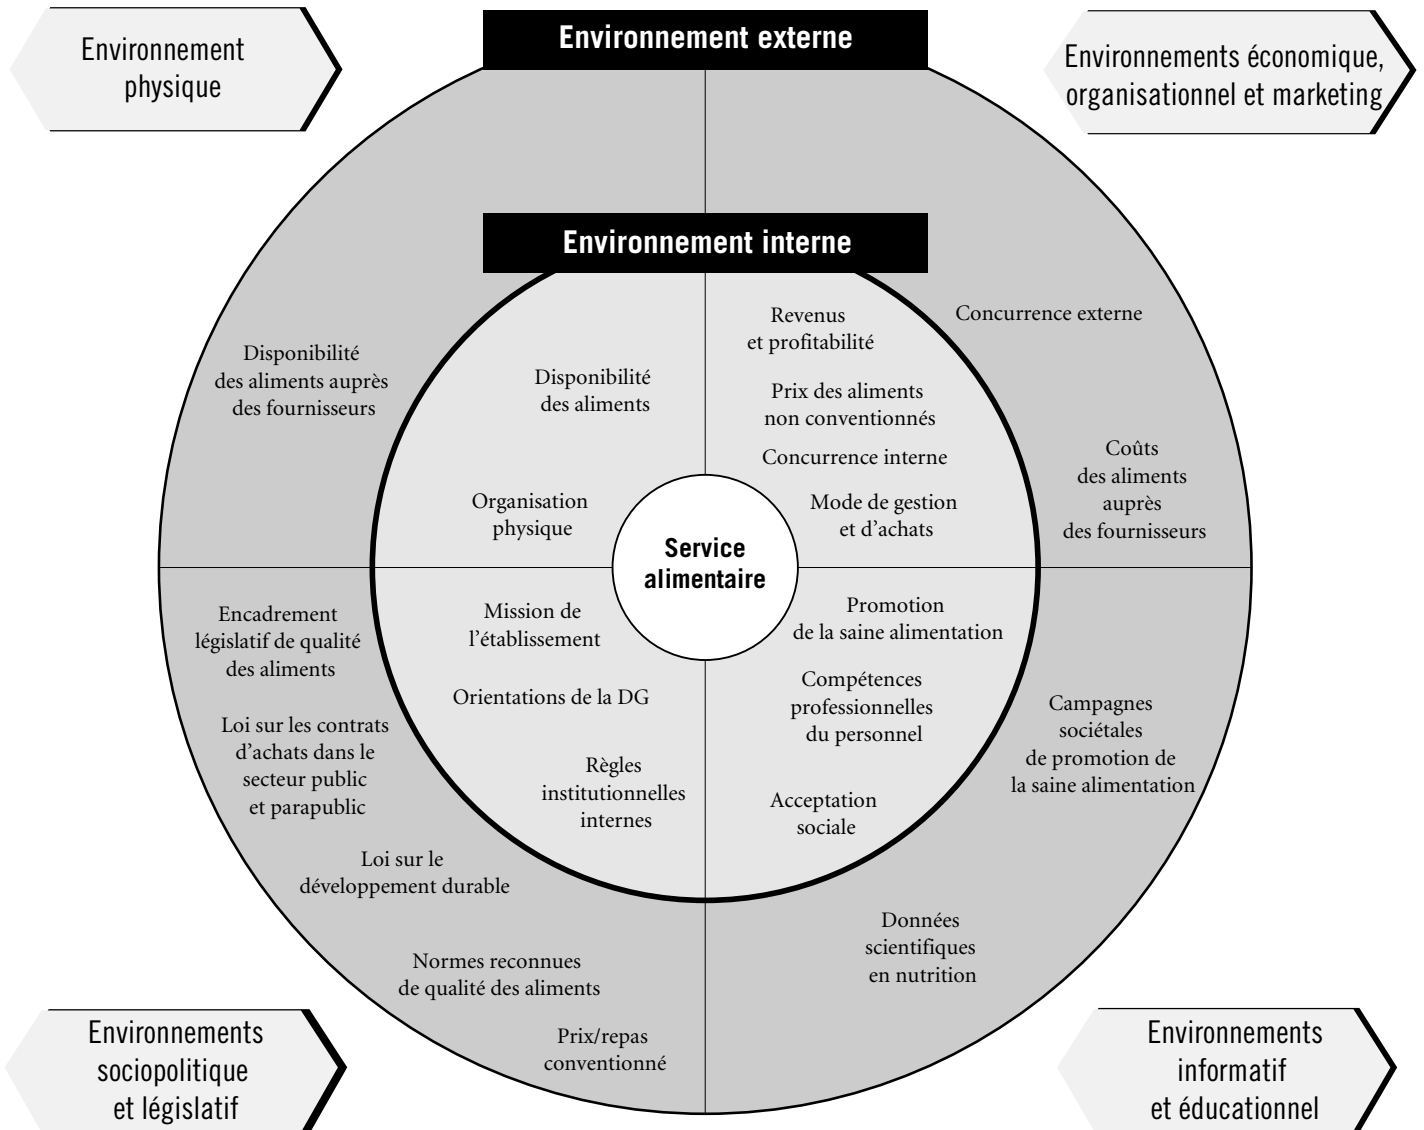 Environnement
physique
Environnement externe
Environnements économique,
organisationnel et marketing
Environnement interne
Disponibilité
des aliments auprès
des fournisseurs
Disponibilité
des aliments
Organisation
physique
Revenus
et profitabilité
Prix des aliments
non conventionnés
Concurrence interne
Mode de gestion
et d'achats
Concurrence externe
Coûts
des aliments
auprès
des fournisseurs
Service
alimentaire
Encadrement
législatif de qualité
des aliments
Loi sur les contrats
d'achats dans le
secteur public
et parapublic
Loi sur le
développement durable
Normes reconnues
de qualité des aliments
Prix/repas
conventionné
Mission de
l'établissement
Orientations de la DG
Règles
institutionnelles
internes
Promotion
de la saine alimentation
Compétences
professionnelles
du personnel
Acceptation
sociale
Campagnes
sociétales
de promotion de
la saine alimentation
Données
scientifiques
en nutrition
Environnements
sociopolitique
et législatif
Environnements
informatif
et éducationnel